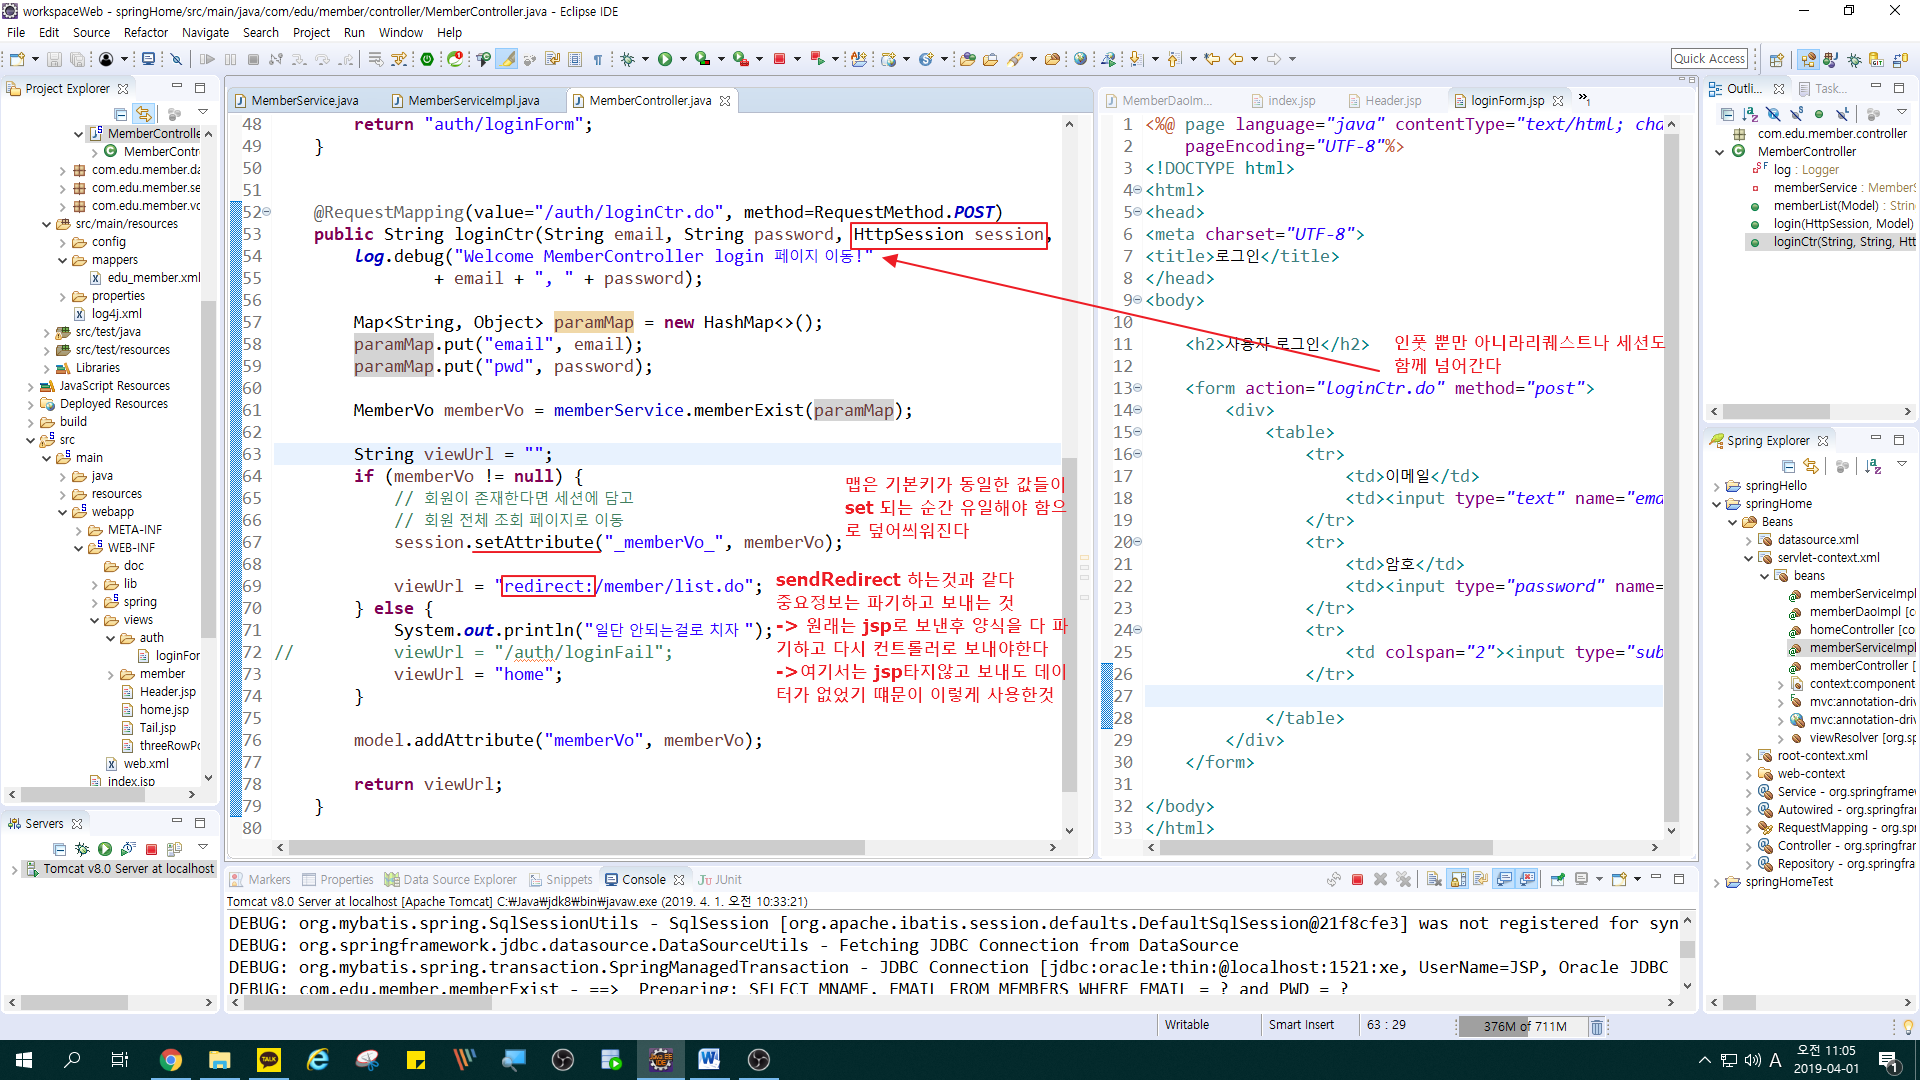 workspaceWeb - springHome/src/main/java/com/edu/member/controller/MemberController.java - Eclipse IDE
File Edit Source Refactor Navigate Search Project Run Window Help
Quick Access
Project Explorer
MemberControlle
MemberContr
com.edu.member.da
com.edu.member.se
com.edu.member.vo
src/main/resources
config
mappers
edu_member.xml
properties
log4j.xml
src/test/java
src/test/resources
Libraries
JavaScript Resources
Deployed Resources
build
src
main
java
resources
webapp
META-INF
WEB-INF
doc
lib
spring
views
auth
loginFor
member
Header.jsp
home.jsp
Tail.jsp
threeRowPo
web.xml
index.jsp
Servers
Tomcat v8.0 Server at localhost
MemberService.java MemberServiceImpl.java MemberController.java
48 return "auth/loginForm";
49 }
50
51
52 @RequestMapping(value="/auth/loginCtr.do", method=RequestMethod.POST)
53 public String loginCtr(String email, String password, HttpSession session,
54 log.debug("Welcome MemberController login 페이지 이동!"
55 + email + ", " + password);
56
57 Map<String, Object> paramMap = new HashMap<>();
58 paramMap.put("email", email);
59 paramMap.put("pwd", password);
60
61 MemberVo memberVo = memberService.memberExist(paramMap);
62
63 String viewUrl = "";
64 if (memberVo != null) {
65 // 회원이 존재한다면 세션에 담고
66 // 회원 전체 조회 페이지로 이동
67 session.setAttribute("_memberVo_", memberVo);
68
69 viewUrl = "redirect:/member/list.do";
70 } else {
71 System.out.println("일단 안되는걸로 치자 ");
72 // viewUrl = "/auth/loginFail";
73 viewUrl = "home";
74 }
75
76 model.addAttribute("memberVo", memberVo);
77
78 return viewUrl;
79 }
80
맵은 기본키가 동일한 값들이
set 되는 순간 유일해야 함으
로 덮어씌워진다
sendRedirect 하는것과 같다
중요정보는 파기하고 보내는 것
-> 원래는 jsp로 보낸후 양식을 다 파
기하고 다시 컨트롤러로 보내야한다
->여기서는 jsp타지않고 보내도 데이
터가 없었기 떄문이 이렇게 사용한것
MemberDaoIm... index.jsp Header.jsp loginForm.jsp »1
1 <%@ page language="java" contentType="text/html; cha
2 pageEncoding="UTF-8"%>
3 <!DOCTYPE html>
4 <html>
5 <head>
6 <meta charset="UTF-8">
7 <title>로그인</title>
8 </head>
9 <body>
10
11 <h2>사용자 로그인</h2>
12
13 <form action="loginCtr.do" method="post">
14 <div>
15 <table>
16 <tr>
17 <td>이메일</td>
18 <td><input type="text" name="ema
19 </tr>
20 <tr>
21 <td>암호</td>
22 <td><input type="password" name=
23 </tr>
24 <tr>
25 <td colspan="2"><input type="sub
26 </tr>
27
28 </table>
29 </div>
30 </form>
31
32 </body>
33 </html>
인풋 뿐만 아니라리퀘스트나 세션도
함께 넘어간다
Outli... Task...
com.edu.member.controller
MemberController
log : Logger
memberService : MemberS
memberList(Model) : Strin
login(HttpSession, Model)
loginCtr(String, String, Htt
Spring Explorer
springHello
springHome
Beans
datasource.xml
servlet-context.xml
beans
memberServiceImpl
memberDaoImpl [c
homeController [co
memberServiceImpl
memberController [
context:component
mvc:annotation-driv
mvc:annotation-driv
viewResolver [org.sp
root-context.xml
web-context
Service - org.springframew
Autowired - org.springfram
RequestMapping - org.spri
Controller - org.springfram
Repository - org.springfra
springHomeTest
Markers Properties Data Source Explorer Snippets Console JUnit
Tomcat v8.0 Server at localhost [Apache Tomcat] C:₩Java₩jdk8₩bin₩javaw.exe (2019. 4. 1. 오전 10:33:21)
DEBUG: org.mybatis.spring.SqlSessionUtils - SqlSession [org.apache.ibatis.session.defaults.DefaultSqlSession@21f8cfe3] was not registered for syn
DEBUG: org.springframework.jdbc.datasource.DataSourceUtils - Fetching JDBC Connection from DataSource
DEBUG: org.mybatis.spring.transaction.SpringManagedTransaction - JDBC Connection [jdbc:oracle:thin:@localhost:1521:xe, UserName=JSP, Oracle JDBC
DEBUG: com.edu.member.memberExist - ==> Preparing: SELECT MNAME, EMAIL FROM MEMBERS WHERE EMAIL = ? and PWD = ?
Writable Smart Insert 63 : 29 376M of 711M
TALK
A 오전 11:05
2019-04-01
1